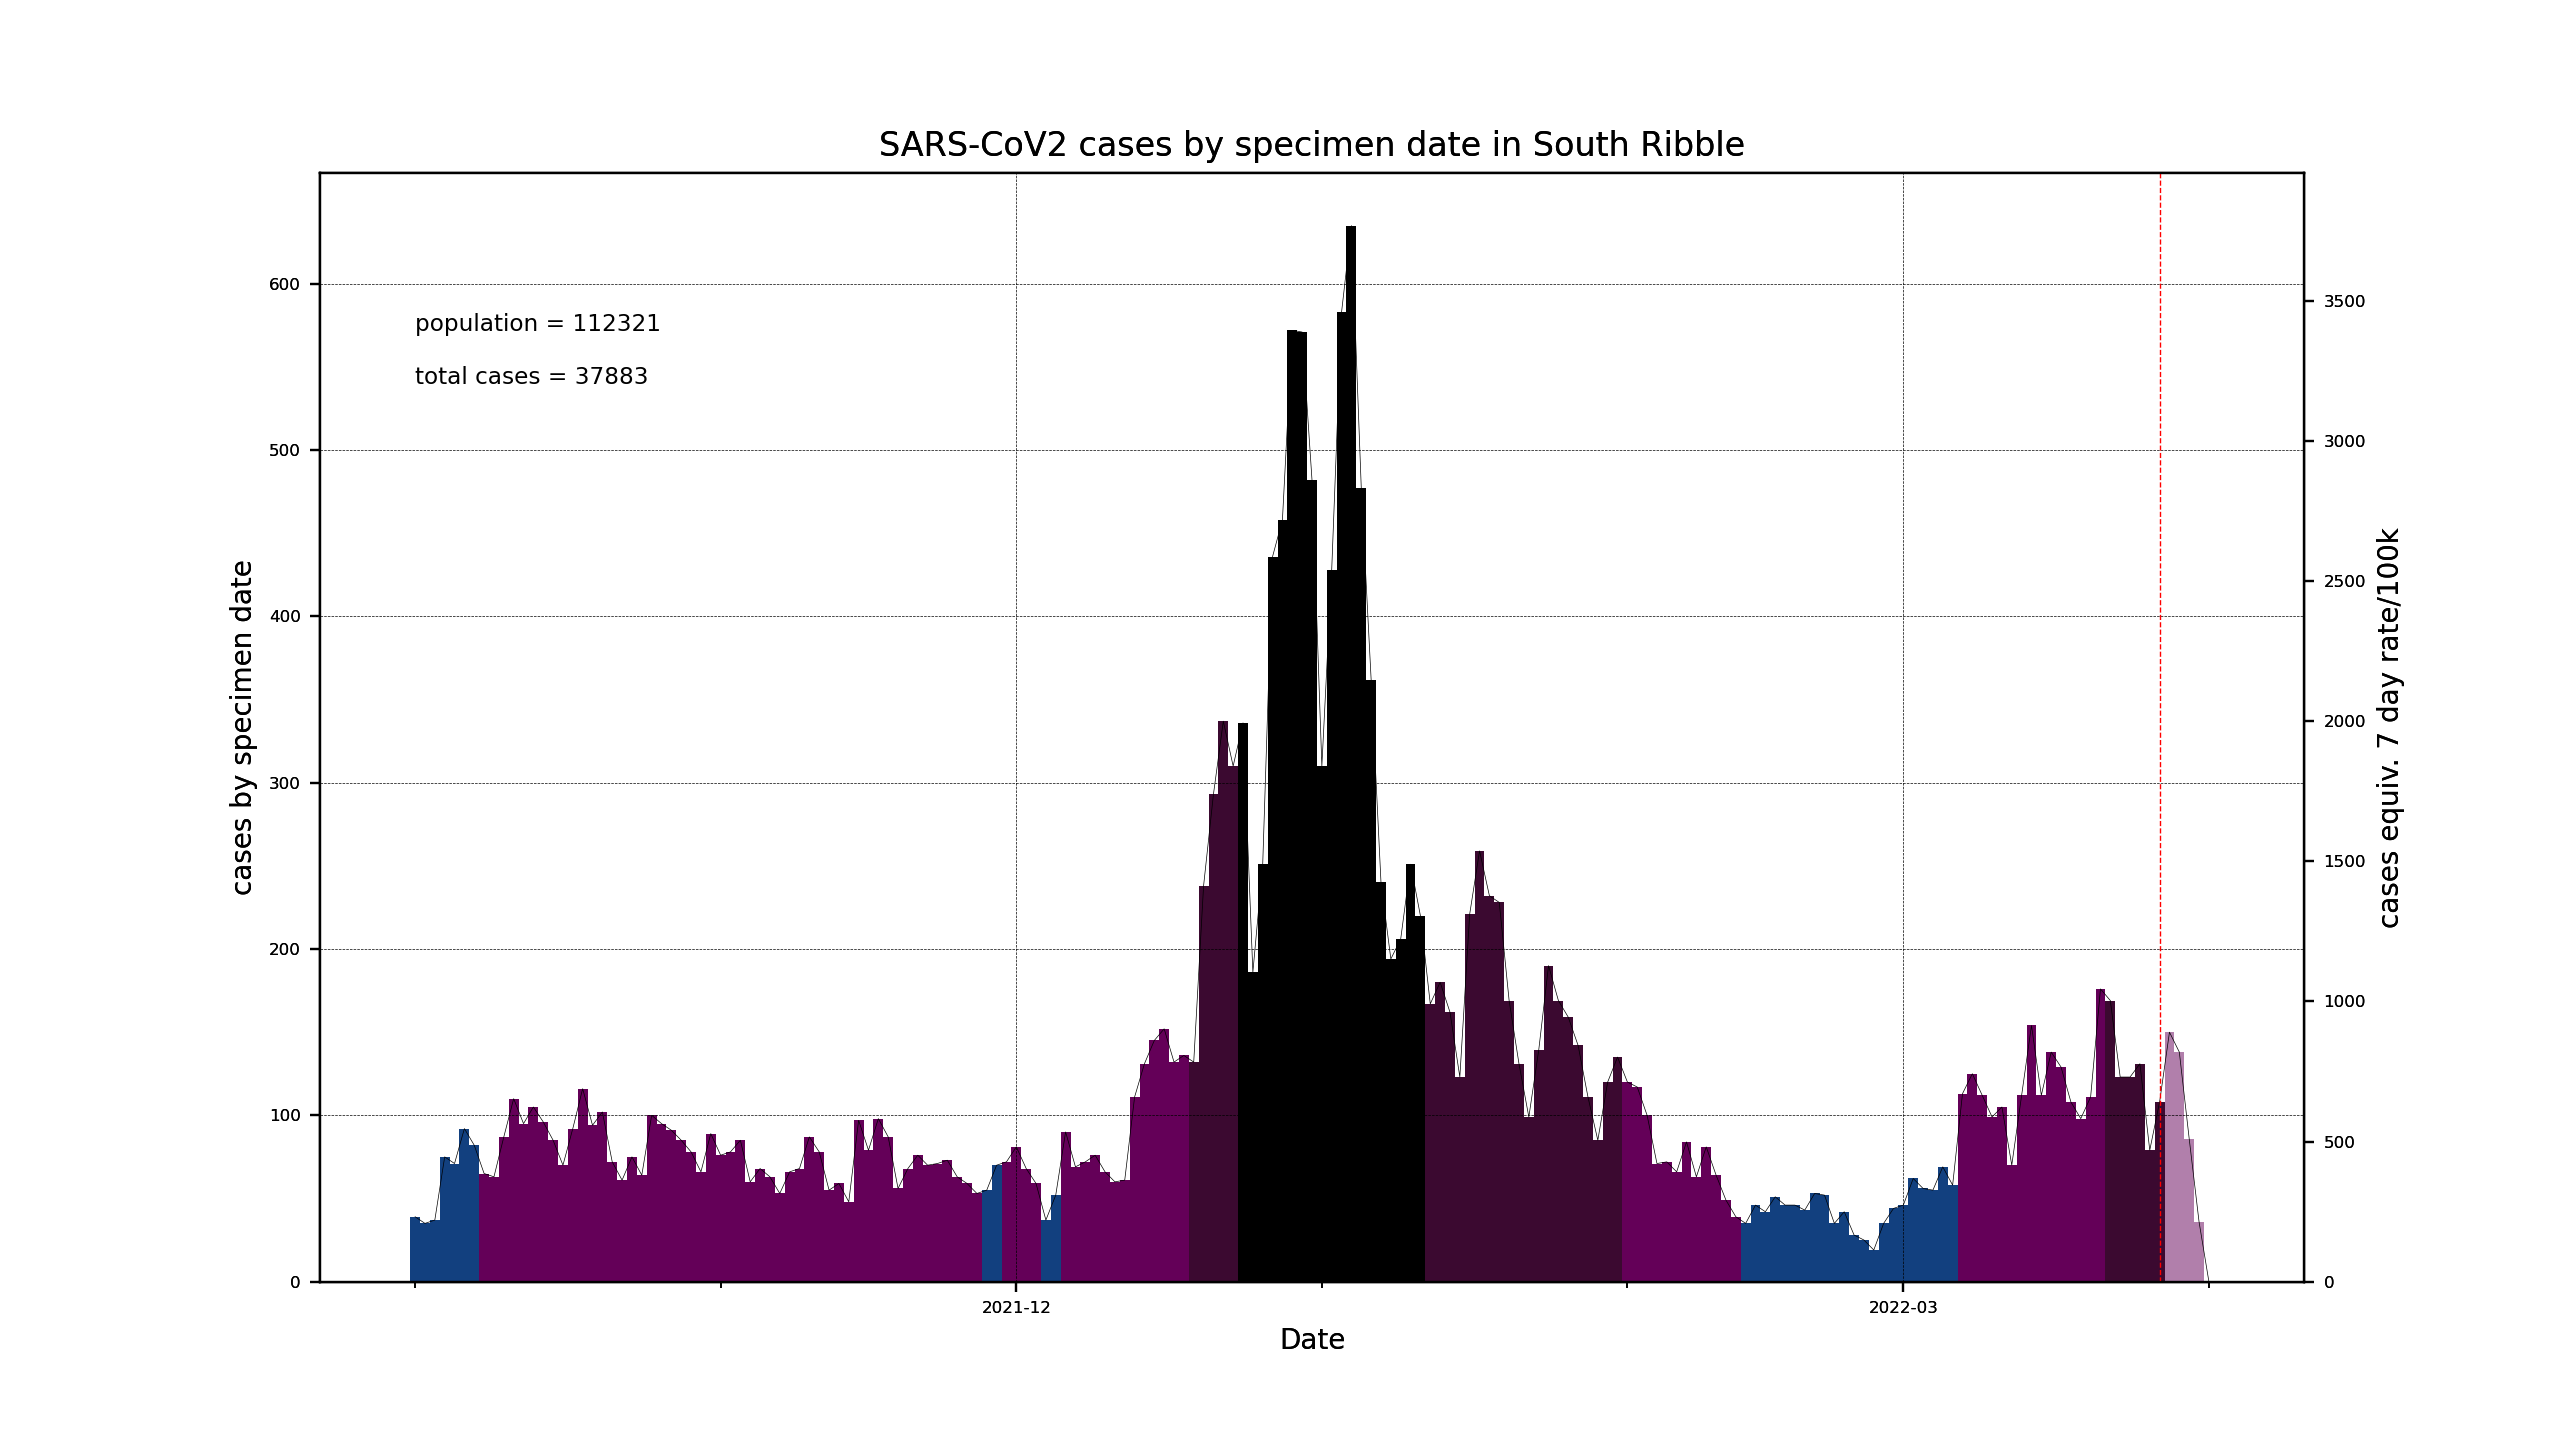 SARS-CoV2 cases by specimen date in South Ribble
population = 112321
total cases = 37883
cases by specimen date
600
500
400
300
200
100
0
3500
3000
2500
2000
1500
1000
500
0
cases equiv. 7 day rate/100k
2021-12
2022-03
Date